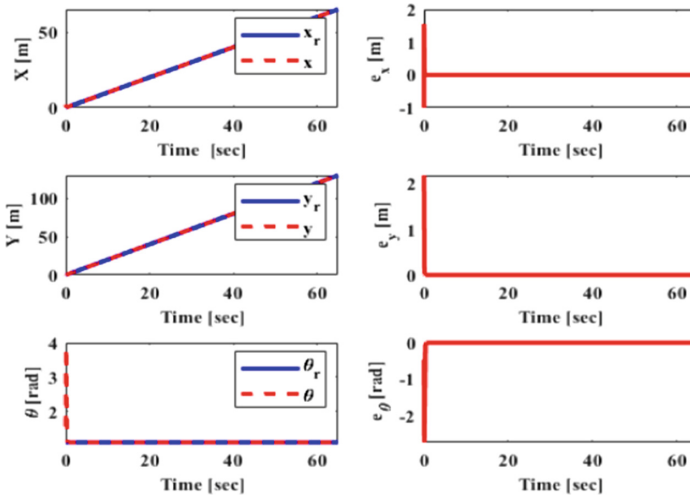 X [m]
50
0
x_r
x
0 20 40 60
Time [sec]
e_x [m]
2
1
0
-1
0 20 40 60
Time [sec]
Y [m]
100
50
0
y_r
y
0 20 40 60
Time [sec]
e_y [m]
2
1
0
0 20 40 60
Time [sec]
θ [rad]
4
3
2
θ_r
θ
0 20 40 60
Time [sec]
e_θ [rad]
0
-1
-2
0 20 40 60
Time [sec]